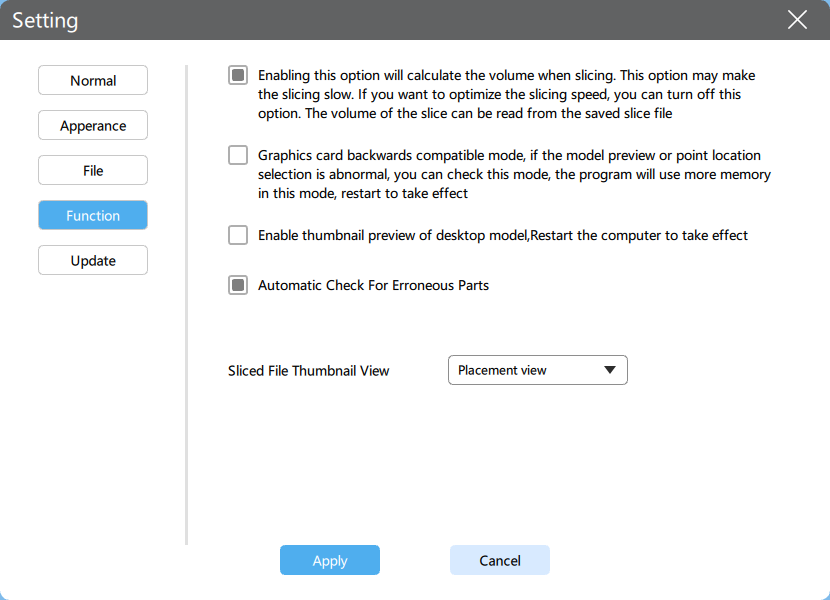 Setting
Normal
Apperance
File
Function
Update
Enabling this option will calculate the volume when slicing. This option may make
the slicing slow. If you want to optimize the slicing speed, you can turn off this
option. The volume of the slice can be read from the saved slice file
Graphics card backwards compatible mode, if the model preview or point location
selection is abnormal, you can check this mode, the program will use more memory
in this mode, restart to take effect
Enable thumbnail preview of desktop model,Restart the computer to take effect
Automatic Check For Erroneous Parts
Sliced File Thumbnail View
Placement view
Apply
Cancel